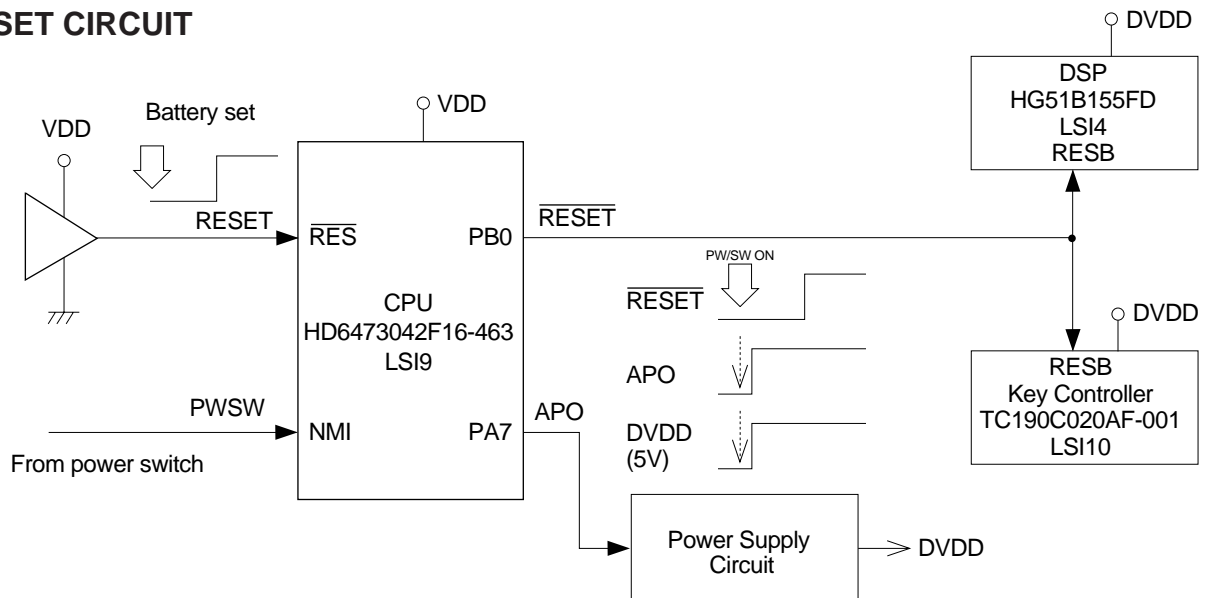 SET CIRCUIT
DVDD
DSP
HG51B155FD
LSI4
RESB
VDD
Battery set
VDD
RESET
RES
PB0
RESET
PW/SW ON
RESET
CPU
HD6473042F16-463
LSI9
APO
DVDD
RESB
Key Controller
TC190C020AF-001
LSI10
PWSW
NMI
PA7
APO
DVDD
(5V)
From power switch
Power Supply
Circuit
DVDD